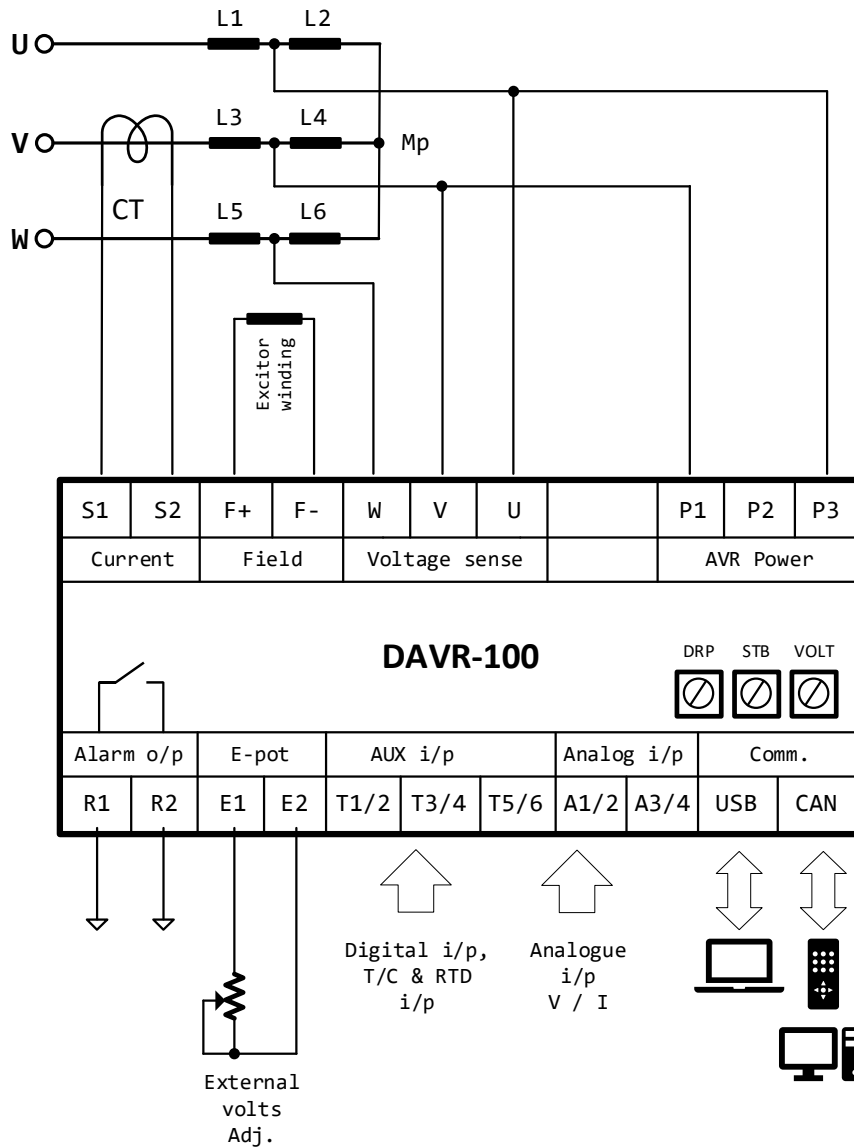 L1 L2
U
L3 L4
V
Mp
CT
L5 L6
W
Excitor
winding
S1 S2 F+ F- W V U P1 P2 P3
Current Field Voltage sense AVR Power
DAVR-100
DRP STB VOLT
Alarm o/p E-pot AUX i/p Analog i/p Comm.
R1 R2 E1 E2 T1/2 T3/4 T5/6 A1/2 A3/4 USB CAN
Digital i/p,
T/C & RTD
i/p
Analogue
i/p
V / I
External
volts
Adj.